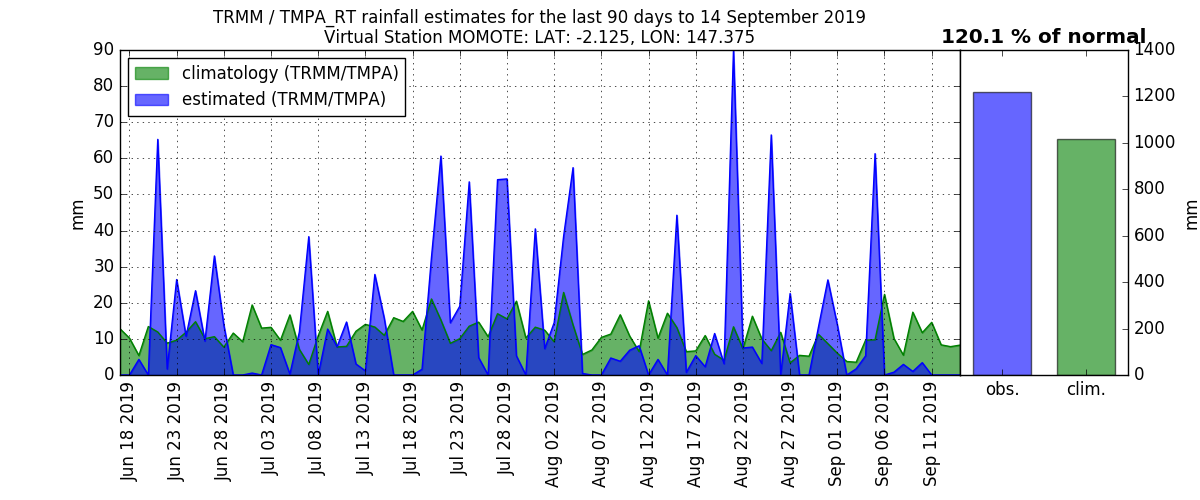 TRMM / TMPA_RT rainfall estimates for the last 90 days to 14 September 2019
Virtual Station MOMOTE: LAT: -2.125, LON: 147.375
120.1 % of normal
climatology (TRMM/TMPA)
estimated (TRMM/TMPA)
mm
90
80
70
60
50
40
30
20
10
0
Jun 18 2019
Jun 23 2019
Jun 28 2019
Jul 03 2019
Jul 08 2019
Jul 13 2019
Jul 18 2019
Jul 23 2019
Jul 28 2019
Aug 02 2019
Aug 07 2019
Aug 12 2019
Aug 17 2019
Aug 22 2019
Aug 27 2019
Sep 01 2019
Sep 06 2019
Sep 11 2019
obs.
clim.
1400
1200
1000
800
600
400
200
0
mm